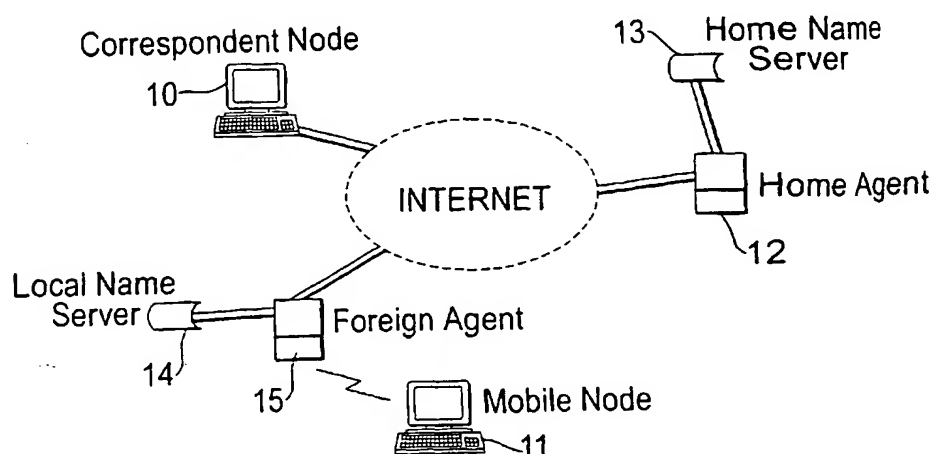 Correspondent Node
10
13
Home Name
Server
INTERNET
Home Agent
12
Local Name
Server
14
Foreign Agent
15
Mobile Node
11